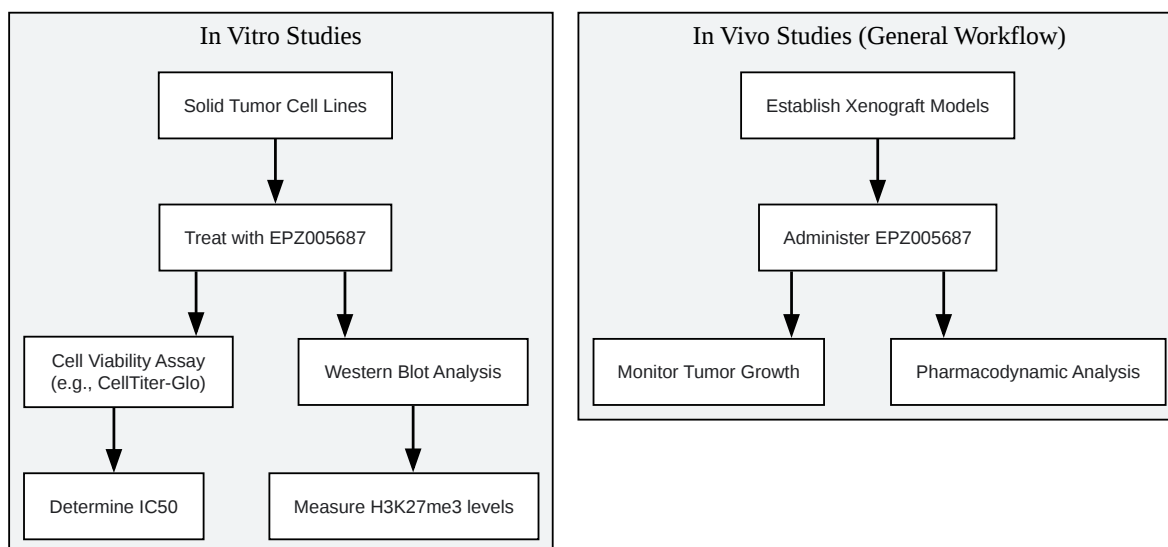 In Vitro Studies
Solid Tumor Cell Lines
Treat with EPZ005687
Cell Viability Assay
(e.g., CellTiter-Glo)
Western Blot Analysis
Determine IC50
Measure H3K27me3 levels
In Vivo Studies (General Workflow)
Establish Xenograft Models
Administer EPZ005687
Monitor Tumor Growth
Pharmacodynamic Analysis